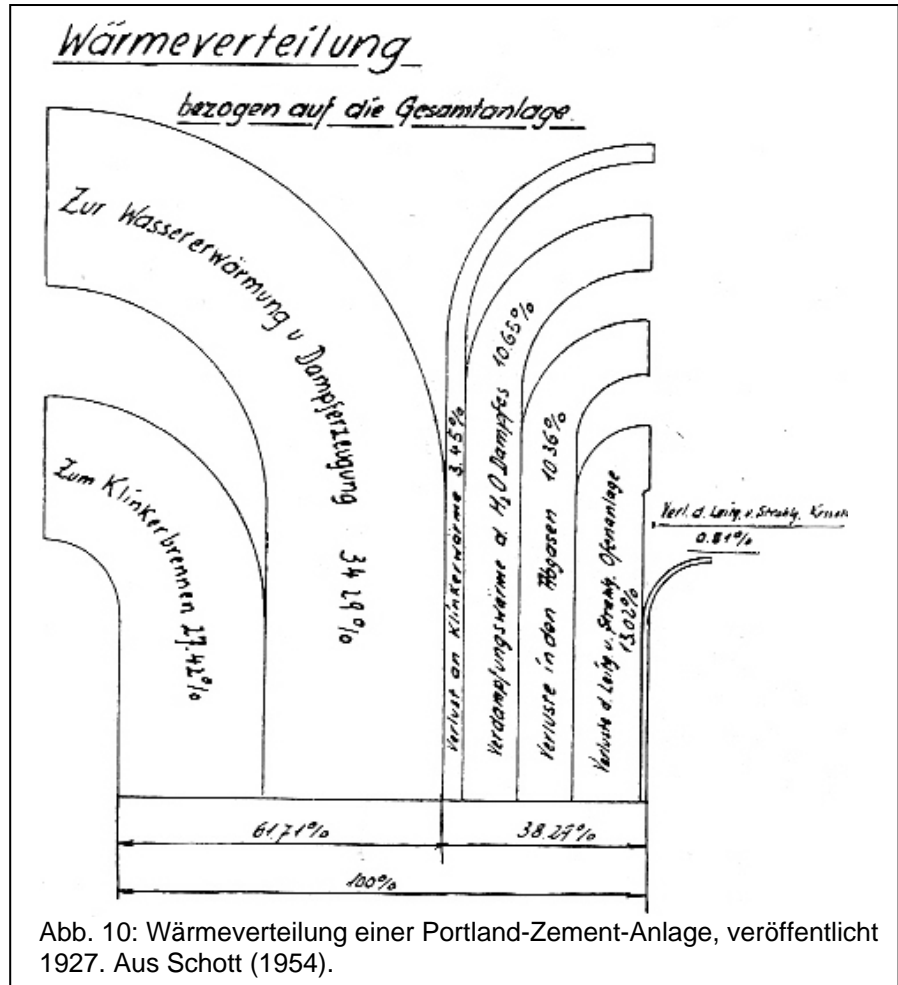 Wärmeverteilung
bezogen auf die Gesamtanlage.
Zur Wassererwärmung u Dampferzeugung 34 29%
Zum Klinkerbrennen 27.42%
Verlust an Klinkerwärme 3.45%
Verdampfungswärme d. H₂O Dampfes 10.65%
Verluste in den Abgasen 10 36%
Verluste d. Leitg u. Strahlg. Ofenanlage
13.02%
Verl. d. Leitg. u. Strahlg.
0.81%
61.71%
38.29%
100%
Abb. 10: Wärmeverteilung einer Portland-Zement-Anlage, veröffentlicht
1927. Aus Schott (1954).